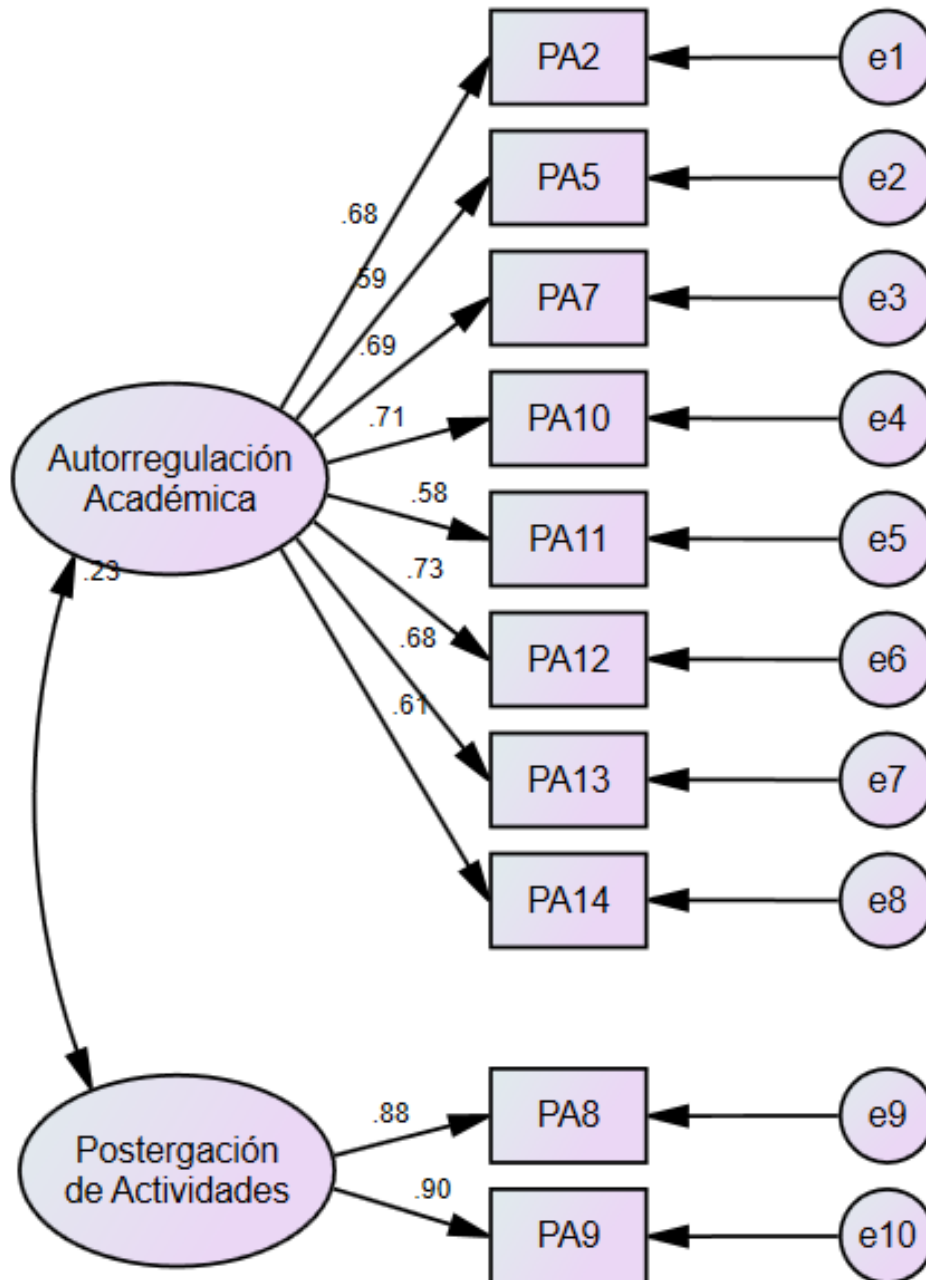 PA2
e1
.68
PA5
e2
.59
PA7
e3
.69
PA10
e4
.71
Autorregulación
Académica
.58
PA11
e5
.23
.73
PA12
e6
.68
PA13
e7
.61
PA14
e8
Postergación
de Actividades
.88
PA8
e9
.90
PA9
e10